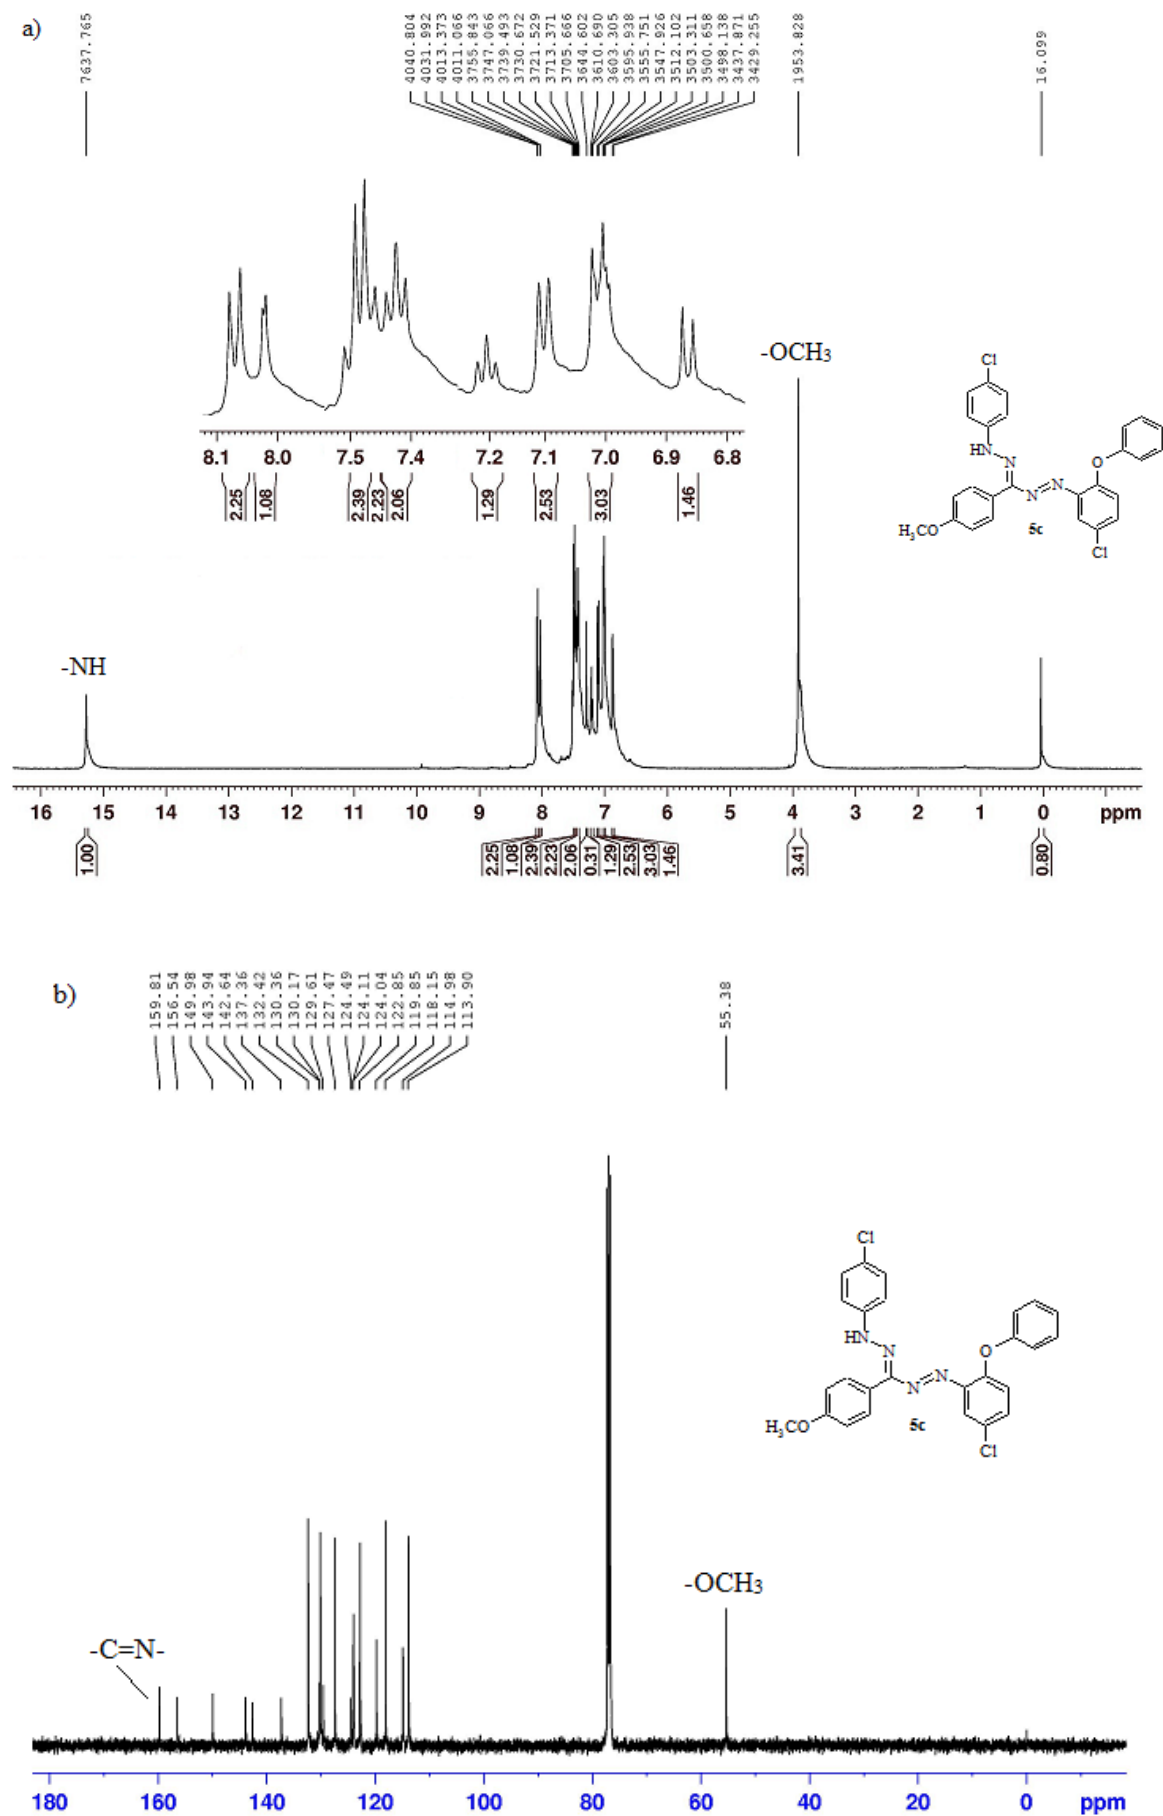 a)
7637.765
4040.804
4031.992
4013.373
4011.066
3755.843
3747.066
3739.493
3730.672
3721.529
3713.371
3705.666
3644.602
3610.690
3603.305
3595.938
3555.751
3547.926
3512.102
3503.311
3500.658
3498.138
3437.871
3429.255
1953.828
16.099
8.1 8.0 7.5 7.4 7.2 7.1 7.0 6.9 6.8
2.25 1.08 2.39 2.23 2.06 1.29 2.53 3.03 1.46
-OCH3
Cl
HN N
N N
O
H3CO
5c
Cl
-NH
16 15 14 13 12 11 10 9 8 7 6 5 4 3 2 1 0 ppm
1.00 2.25 1.08 2.39 2.23 2.06 0.31 1.29 2.53 3.03 1.46 3.41 0.80
b)
159.81
156.54
149.98
143.94
142.64
137.36
132.42
130.36
130.17
129.61
127.47
124.49
124.11
124.04
122.85
119.85
118.15
114.98
113.90
55.38
Cl
HN N
N N
O
H3CO
5c
Cl
-OCH3
-C=N-
180 160 140 120 100 80 60 40 20 0 ppm